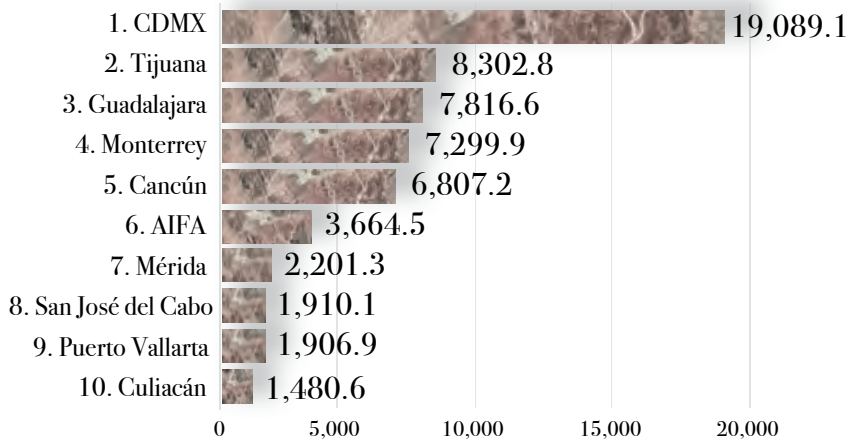 1. CDMX 19,089.1
2. Tijuana 8,302.8
3. Guadalajara 7,816.6
4. Monterrey 7,299.9
5. Cancún 6,807.2
6. AIFA 3,664.5
7. Mérida 2,201.3
8. San José del Cabo 1,910.1
9. Puerto Vallarta 1,906.9
10. Culiacán 1,480.6
0 5,000 10,000 15,000 20,000